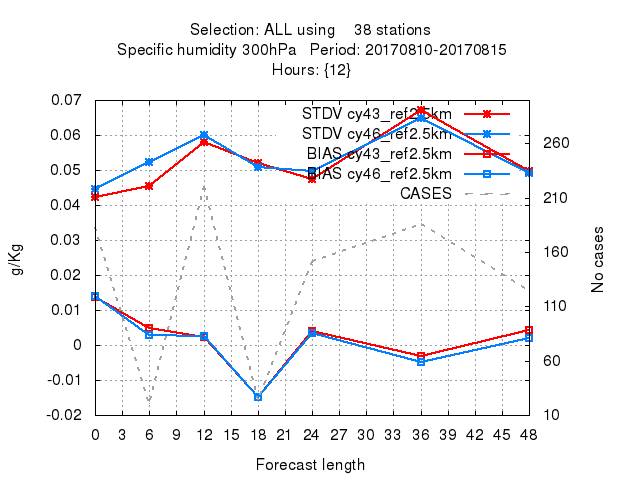 Selection: ALL using    38 stations
Specific humidity 300hPa   Period: 20170810-20170815
Hours: {12}
0.07
0.06
0.05
0.04
0.03
0.02
0.01
0
-0.01
-0.02
g/Kg
STDV cy43_ref2.5km
STDV cy46_ref2.5km
BIAS cy43_ref2.5km
BIAS cy46_ref2.5km
CASES
260
210
160
110
60
10
No cases
0 3 6 9 12 15 18 21 24 27 30 33 36 39 42 45 48
Forecast length